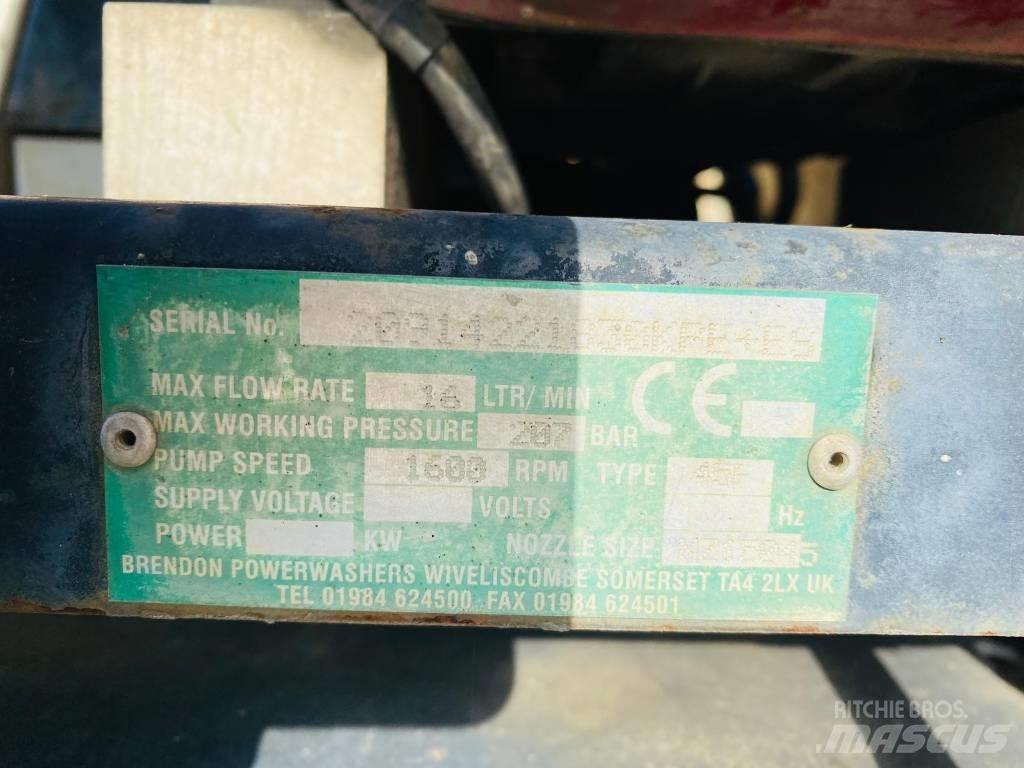 SERIAL No.
MAX FLOW RATE 16 LTR/ MIN CE
MAX WORKING PRESSURE 207 BAR
PUMP SPEED 1600 RPM TYPE
SUPPLY VOLTAGE VOLTS Hz
POWER KW NOZZLE SIZE
BRENDON POWERWASHERS WIVELISCOMBE SOMERSET TA4 2LX UK
TEL 01984 624500 FAX 01984 624501
RITCHIE BROS.
MASCUS